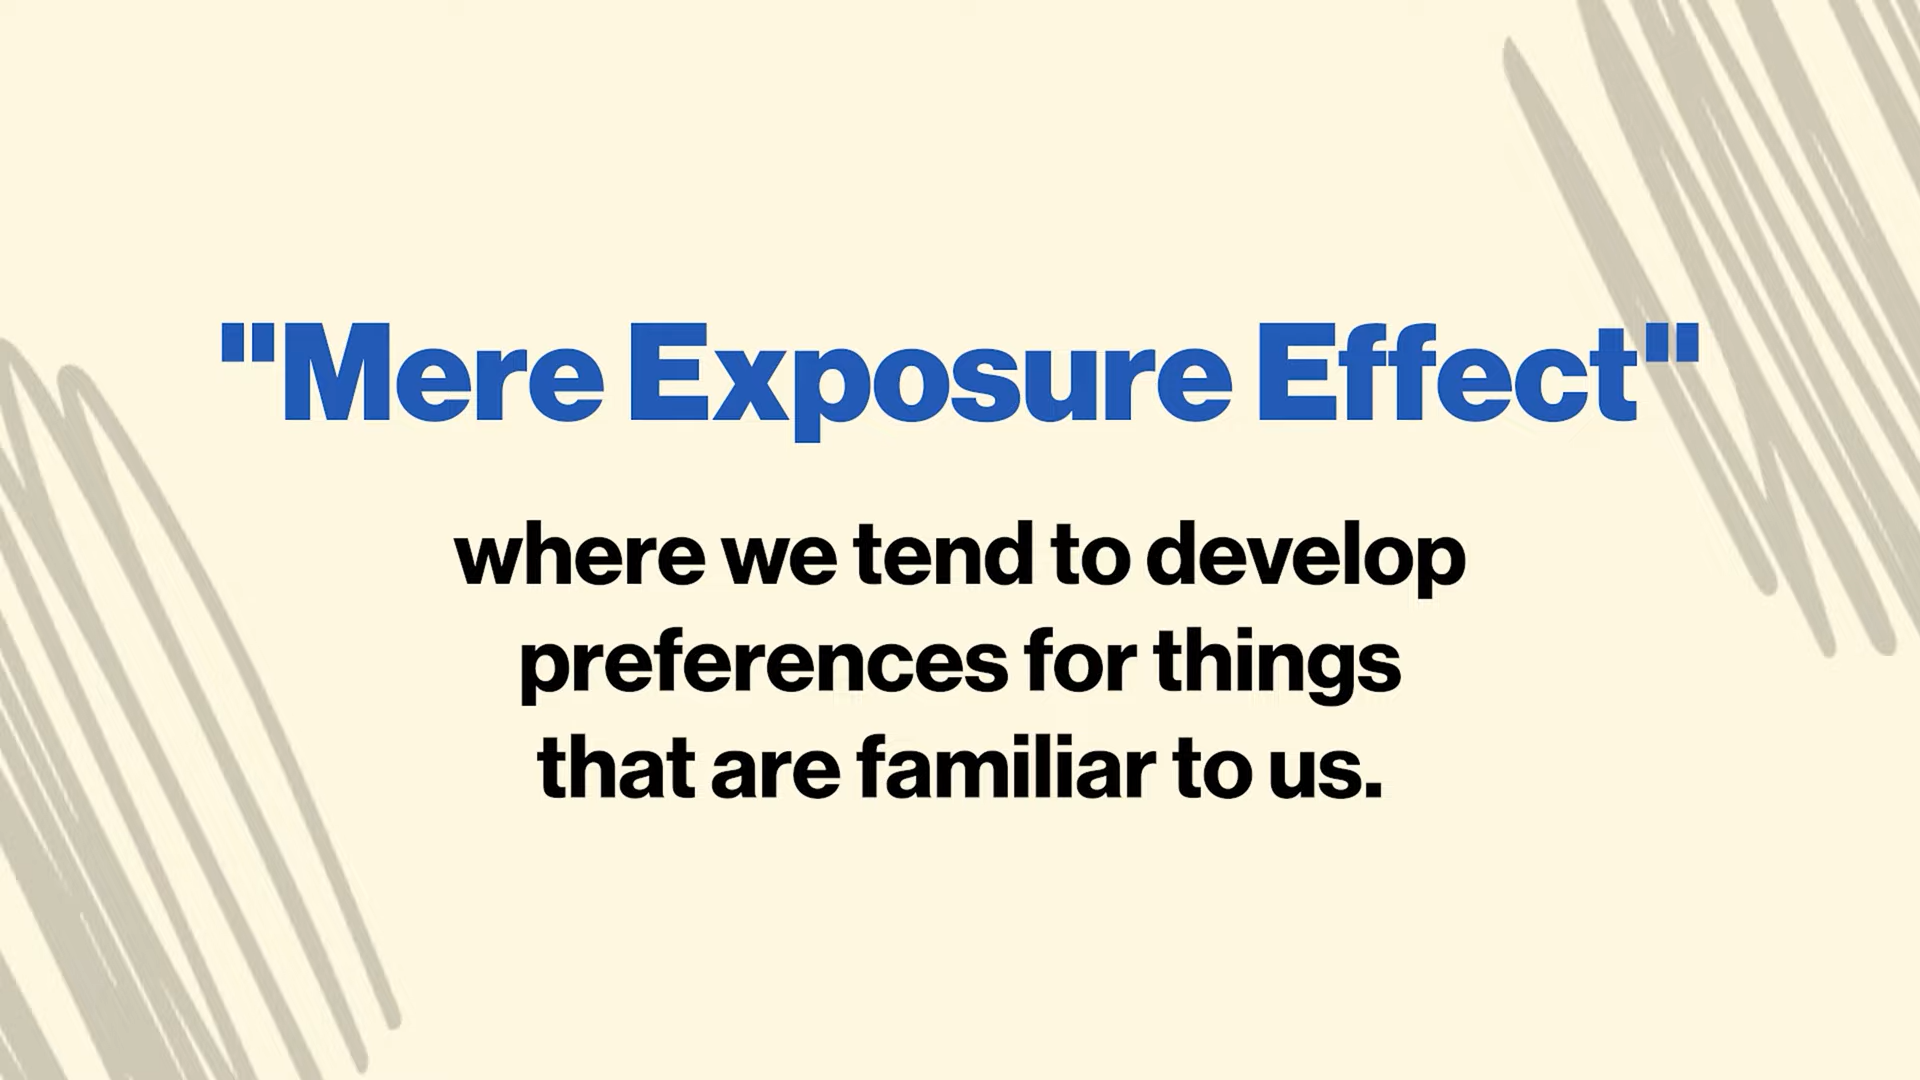 "Mere Exposure Effect"
where we tend to develop
preferences for things
that are familiar to us.